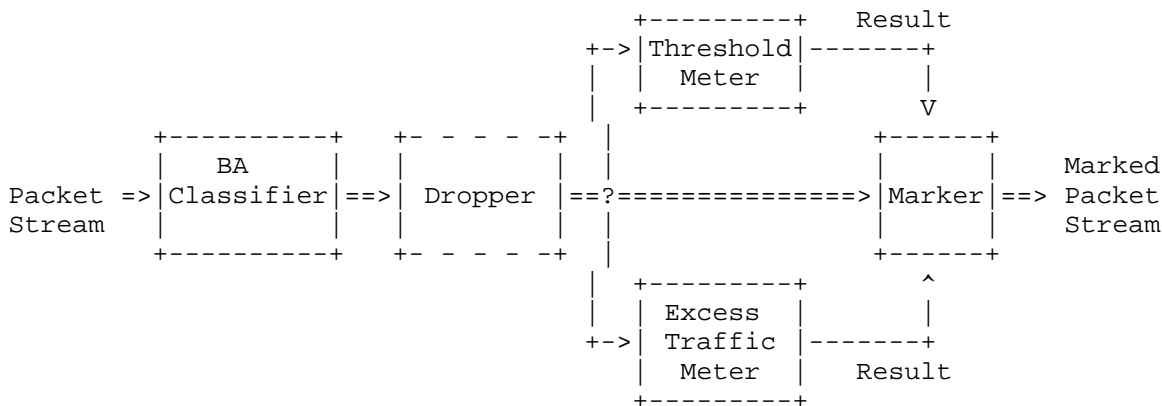 +---------+   Result
+->|Threshold|-------+
|  |  Meter  |       |
|  +---------+       V
+----------+   +- - - - -+  |                +------+
|    BA    |   |         |  |                |      |   Marked
Packet =>|Classifier|==>| Dropper |==?===============>|Marker|==> Packet
Stream   |          |   |         |  |                |      |   Stream
+----------+   +- - - - -+  |                +------+
|  +---------+       ^
|  | Excess  |       |
+->| Traffic |-------+
|  Meter  |   Result
+---------+